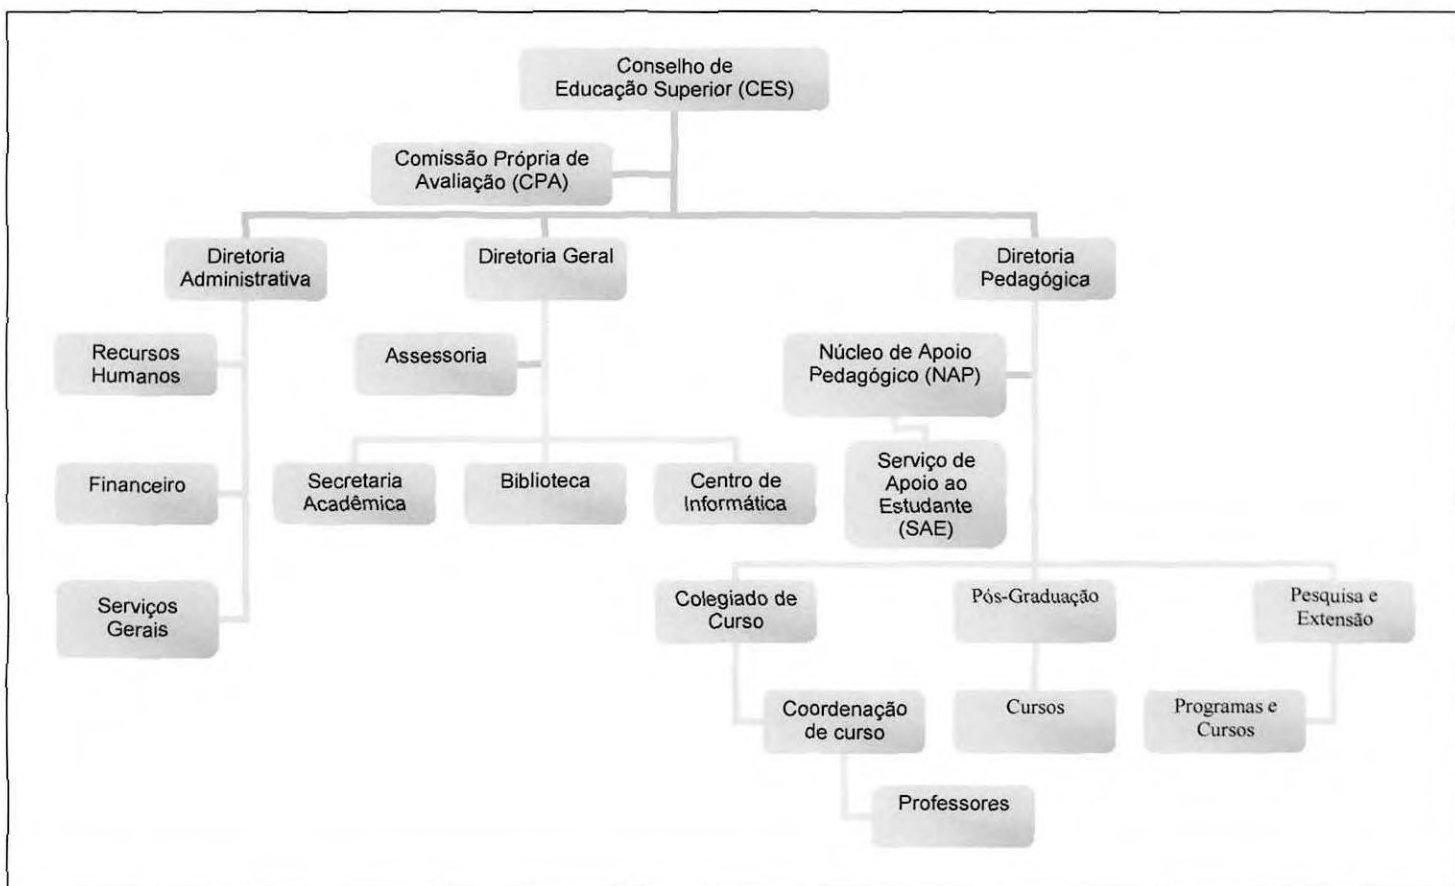 Conselho de
Educação Superior (CES)
Comissão Própria de
Avaliação (CPA)
Diretoria
Administrativa
Diretoria Geral
Diretoria
Pedagógica
Recursos
Humanos
Assessoria
Núcleo de Apoio
Pedagógico (NAP)
Financeiro
Secretaria
Acadêmica
Biblioteca
Centro de
Informática
Serviço de
Apoio ao
Estudante
(SAE)
Serviços
Gerais
Colegiado de
Curso
Pós-Graduação
Pesquisa e
Extensão
Coordenação
de curso
Cursos
Programas e
Cursos
Professores